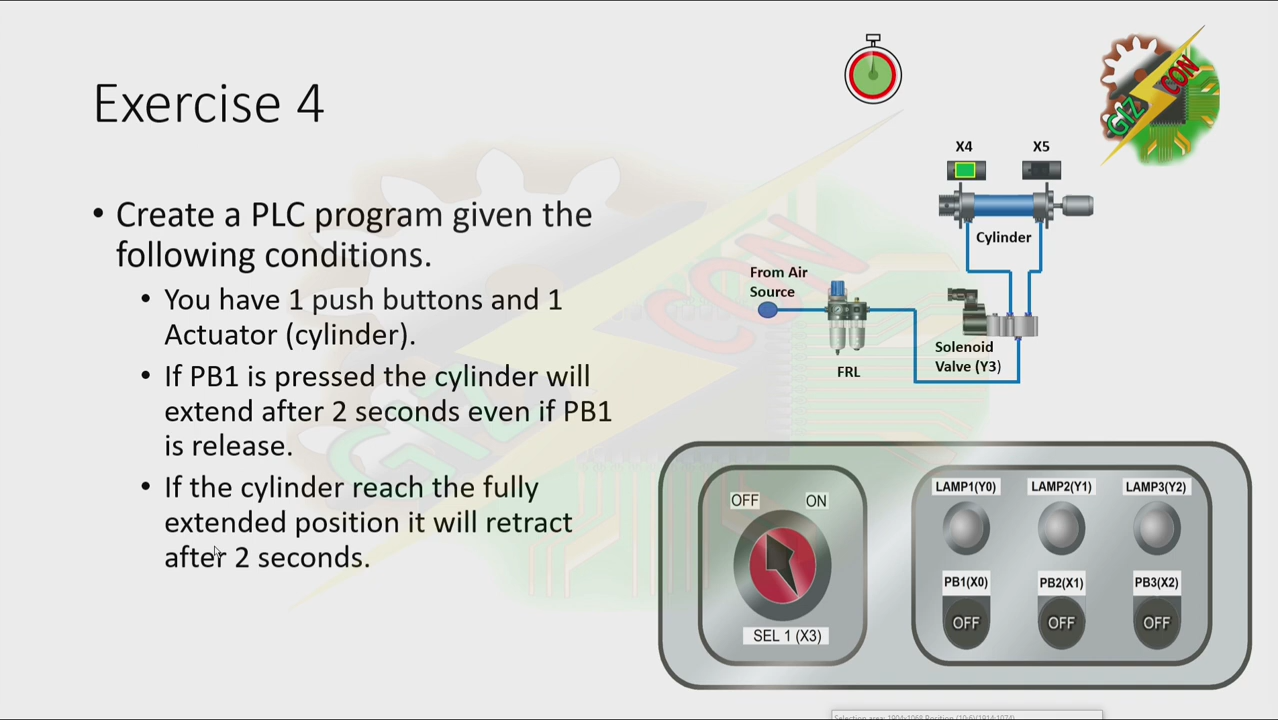 Exercise 4
• Create a PLC program given the
following conditions.
• You have 1 push buttons and 1
Actuator (cylinder).
• If PB1 is pressed the cylinder will
extend after 2 seconds even if PB1
is release.
• If the cylinder reach the fully
extended position it will retract
after 2 seconds.
GIZ
CON
X4 X5
Cylinder
From Air
Source
FRL
Solenoid
Valve (Y3)
OFF ON
SEL 1 (X3)
LAMP1(Y0) LAMP2(Y1) LAMP3(Y2)
PB1(X0) PB2(X1) PB3(X2)
OFF OFF OFF